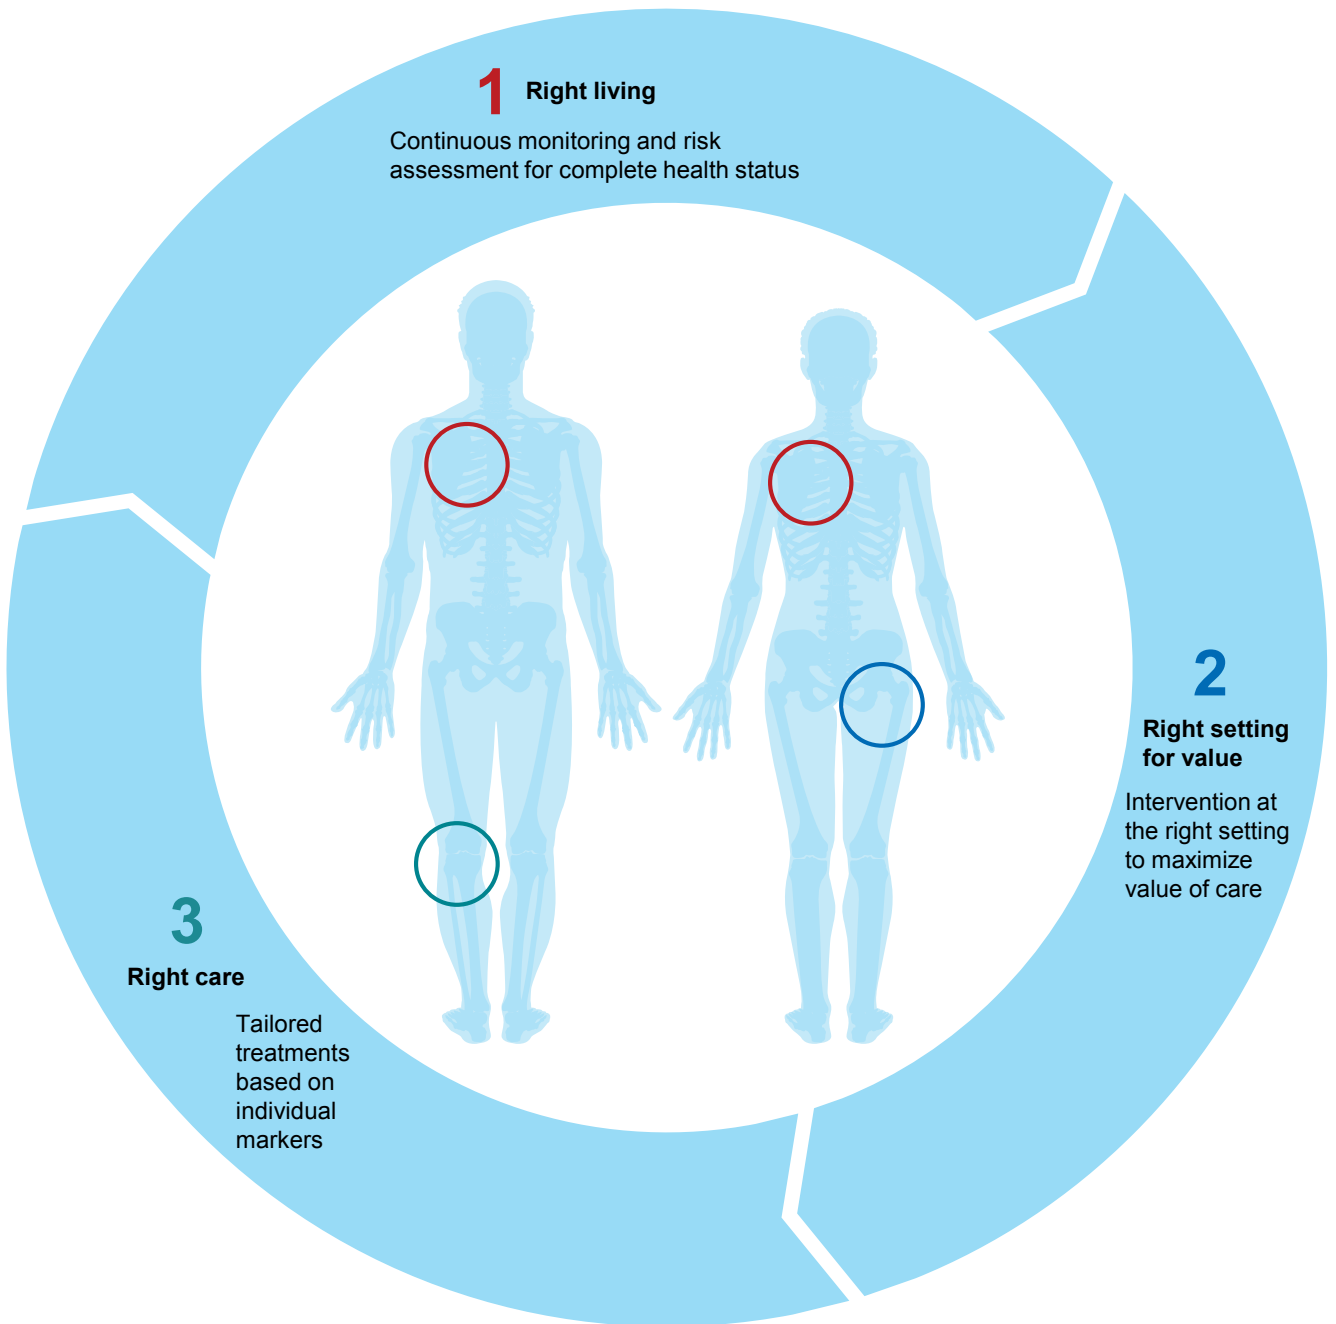 1 Right living
Continuous monitoring and risk
assessment for complete health status
2
Right setting
for value
Intervention at
the right setting
to maximize
value of care
3
Right care
Tailored
treatments
based on
individual
markers